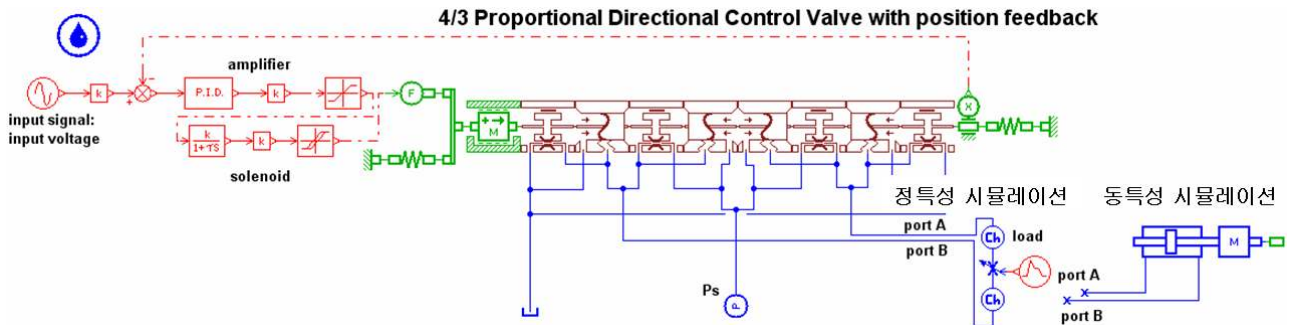 4/3 Proportional Directional Control Valve with position feedback
amplifier
k
P.I.D.
k
F
X
input signal:
input voltage
k
1+TS
k
solenoid
M
정특성 시뮬레이션
동특성 시뮬레이션
port A
port B
Ch
load
Ch
M
port A
port B
Ps
P